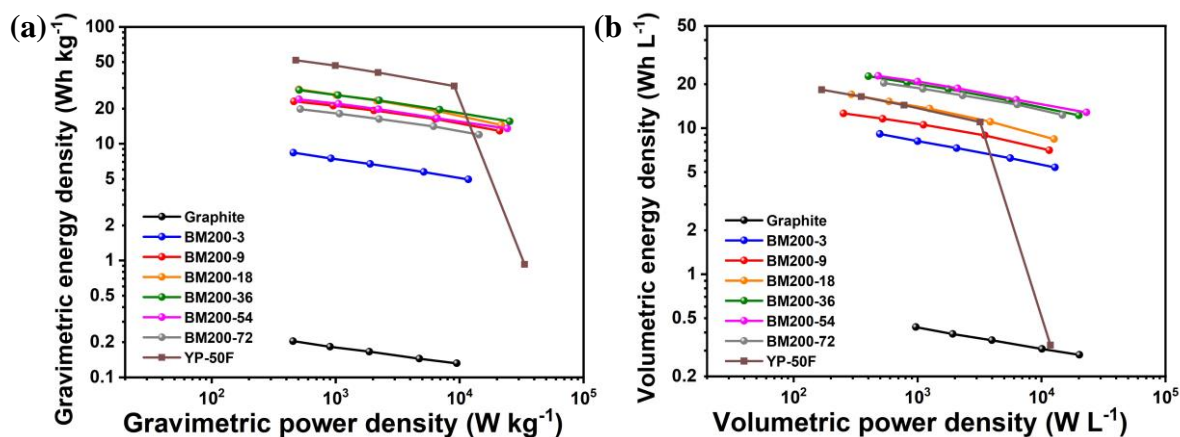 (a)
Gravimetric energy density (Wh kg⁻¹)
100
50
20
10
5
2
1
0.5
0.2
0.1
Graphite
BM200-3
BM200-9
BM200-18
BM200-36
BM200-54
BM200-72
YP-50F
10²
10³
10⁴
10⁵
Gravimetric power density (W kg⁻¹)
(b)
Volumetric energy density (Wh L⁻¹)
50
20
10
5
2
1
0.4
0.2
Graphite
BM200-3
BM200-9
BM200-18
BM200-36
BM200-54
BM200-72
YP-50F
10²
10³
10⁴
10⁵
Volumetric power density (W L⁻¹)